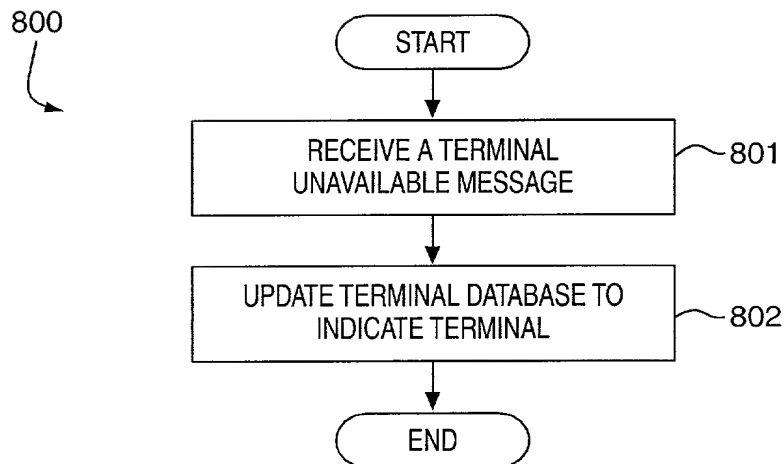 800
START
RECEIVE A TERMINAL
UNAVAILABLE MESSAGE
801
UPDATE TERMINAL DATABASE TO
INDICATE TERMINAL
802
END